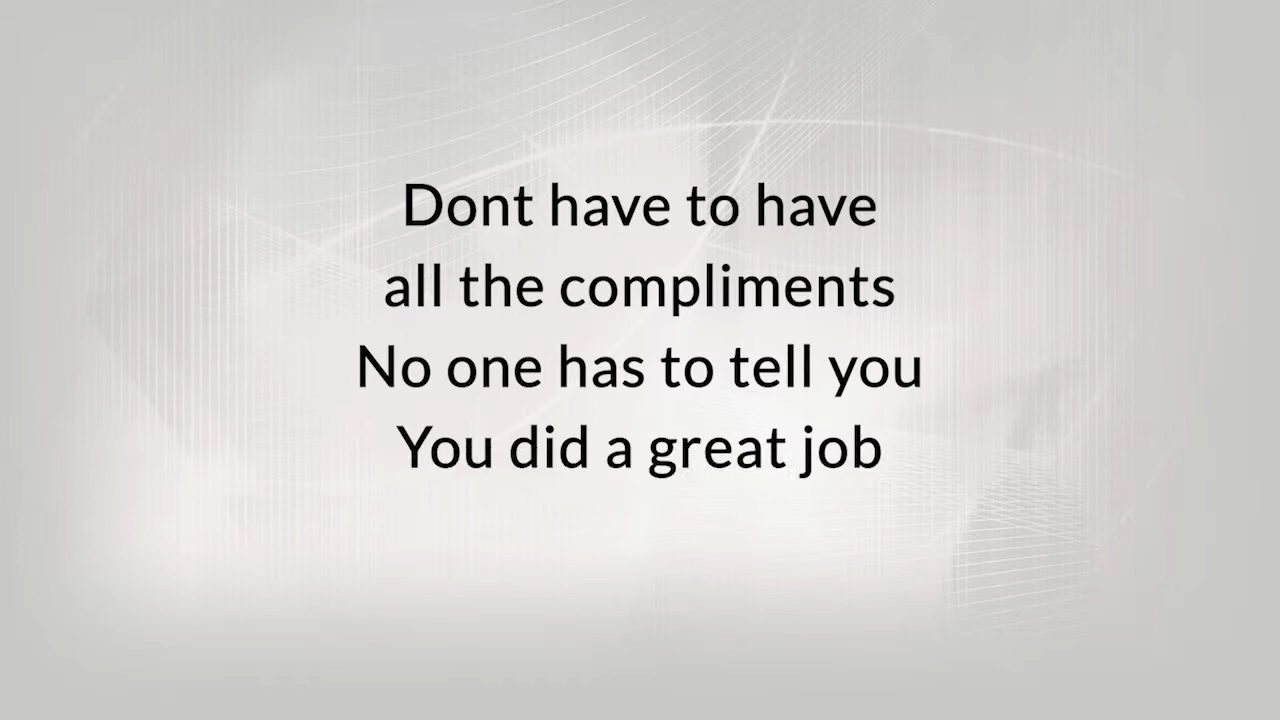 Dont have to have
all the compliments
No one has to tell you
You did a great job